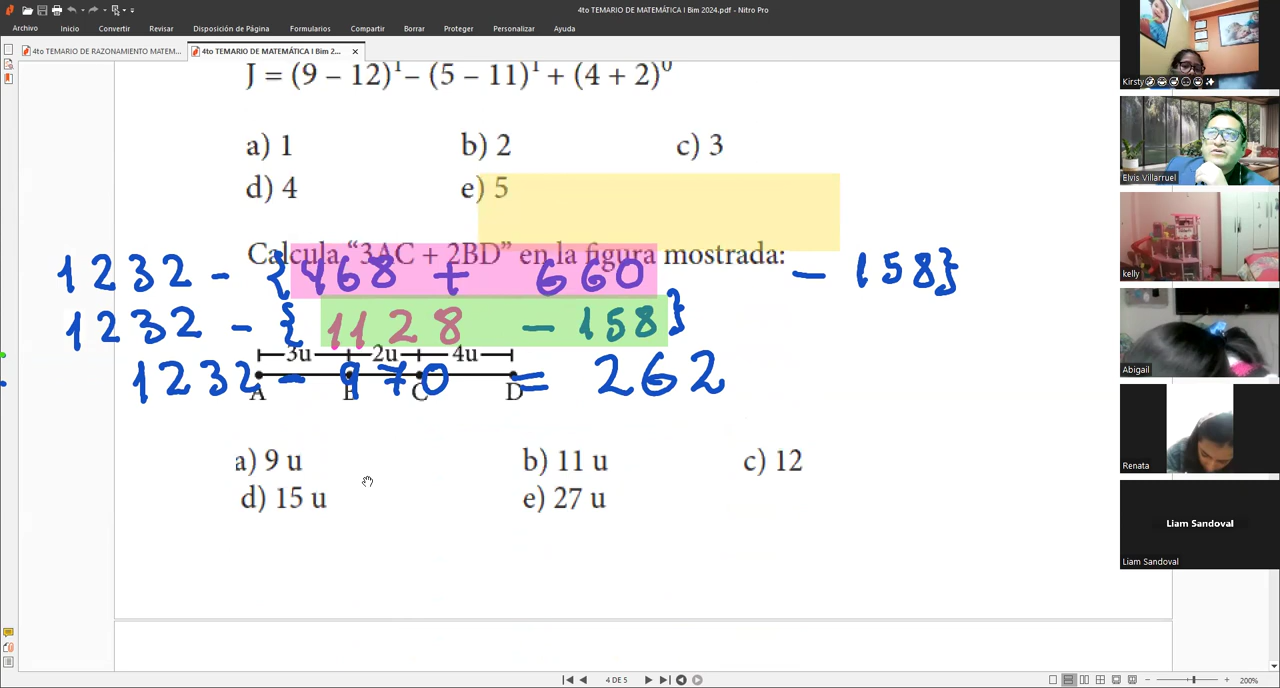 4to TEMARIO DE MATEMÁTICA I Bim 2024.pdf - Nitro Pro
Archivo Inicio Convertir Revisar Disposición de Página Formularios Compartir Borrar Proteger Personalizar Ayuda
4to TEMARIO DE RAZONAMIENTO MATEM... 4to TEMARIO DE MATEMÁTICA I Bim 2...
J = (9 – 12)¹ – (5 – 11)¹ + (4 + 2)⁰
a) 1 b) 2 c) 3
d) 4 e) 5
Calcula “3AC + 2BD” en la figura mostrada:
1232 - {468 + 660 - 158}
1232 - {1128 - 158}
3u 2u 4u
1232 - 970 = 262
A B C D
a) 9 u b) 11 u c) 12
d) 15 u e) 27 u
4 DE 5
200%
Kirsty
Elvis Villarruel
kelly
Abigail
Renata
Liam Sandoval
Liam Sandoval